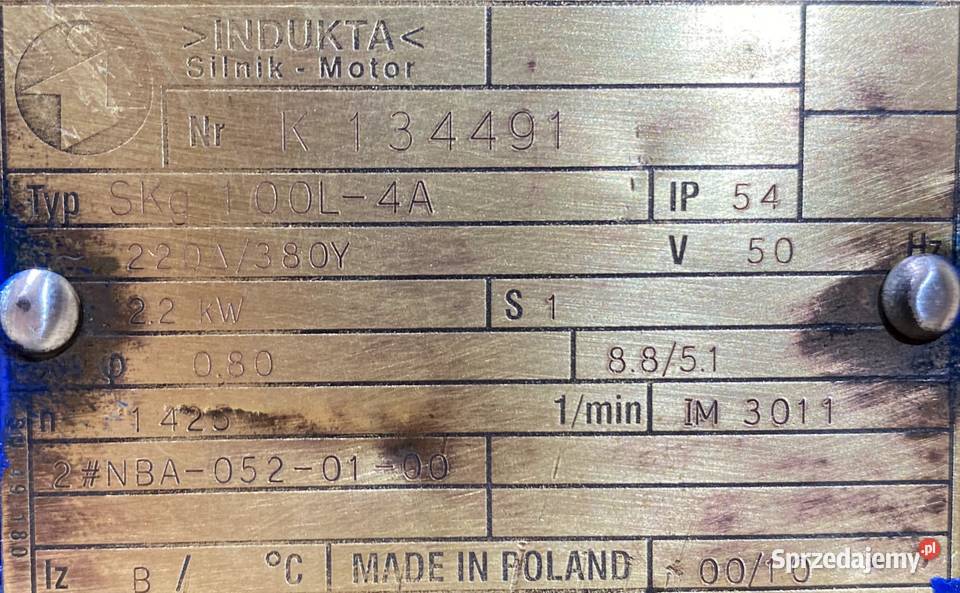 >INDUKTA<
Silnik - Motor
Nr K 134491
Typ SKg 100L-4A IP 54
~ 220Δ/380Y V 50 Hz
2.2 kW S 1
φ 0.80 8.8/5.1
n 1425 1/min IM 3011
2#NBA-052-01-00
Iz B / °C MADE IN POLAND 00/10
Sprzedajemy.pl